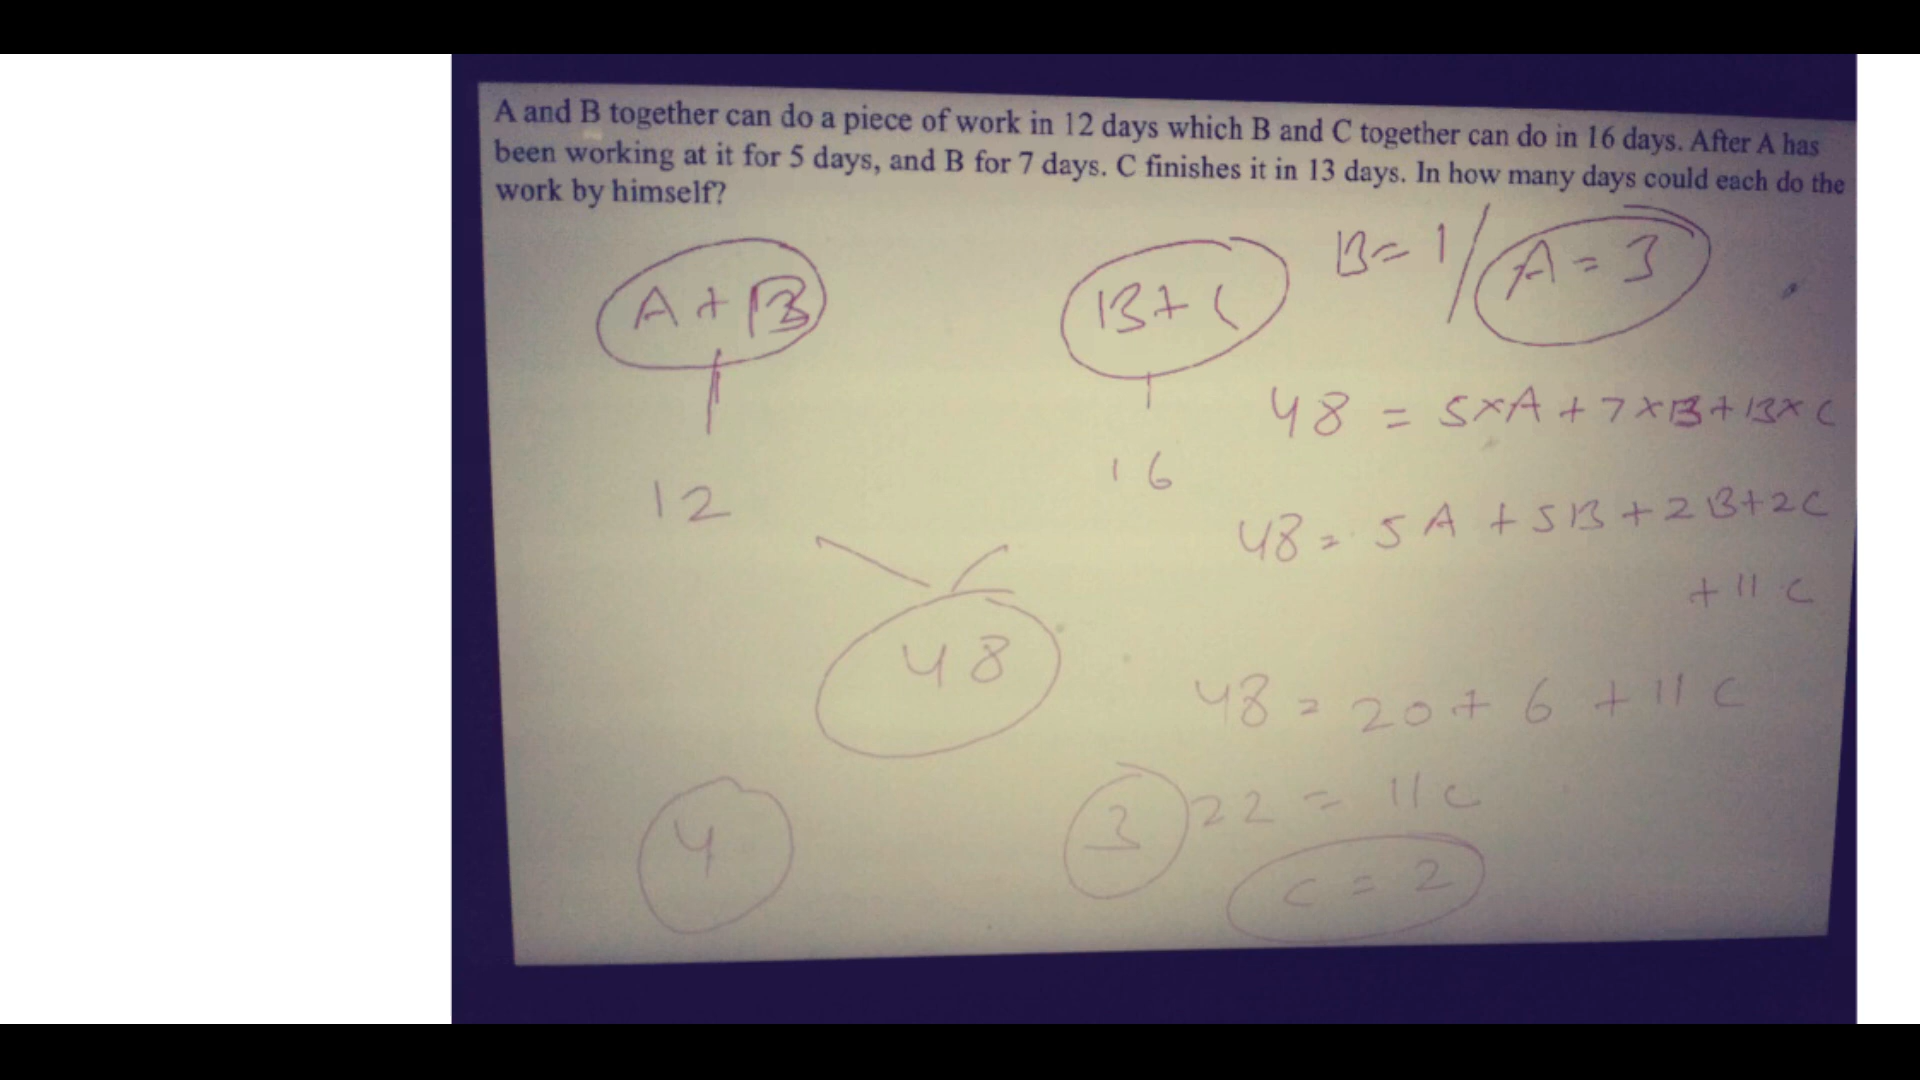 A and B together can do a piece of work in 12 days which B and C together can do in 16 days. After A has
been working at it for 5 days, and B for 7 days. C finishes it in 13 days. In how many days could each do the
work by himself?
A + B
B + C
B = 1 / A = 3
12
16
48 = 5×A + 7×B + 13×C
48 = 5A + 5B + 2B + 2C
+ 11C
48
48 = 20 + 6 + 11C
4
3
22 = 11C
C = 2